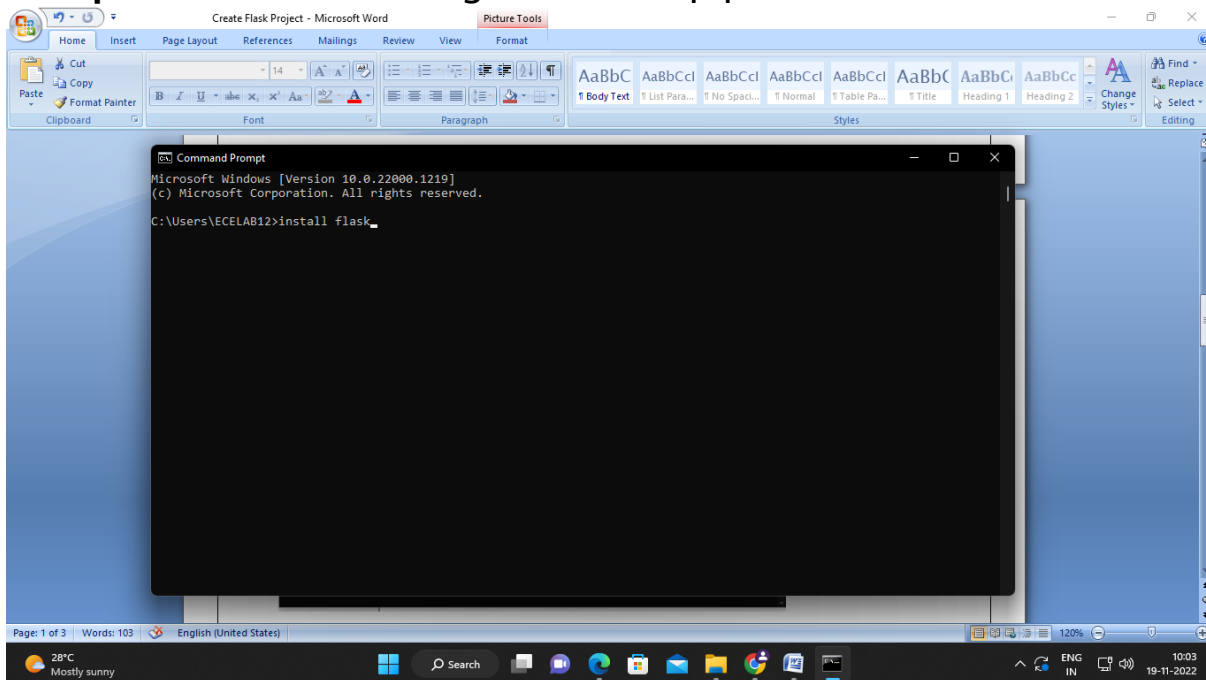 Create Flask Project - Microsoft Word
Picture Tools
Home Insert Page Layout References Mailings Review View Format
Cut
Copy
Paste
Format Painter
Clipboard
14
B I U abc x, x' Aa A
Font
Paragraph
AaBbC AaBbCcI AaBbCcI AaBbCcI AaBbCcI AaBb( AaBbC AaBbCc
¶ Body Text ¶ List Para... ¶ No Spaci... ¶ Normal ¶ Table Pa... ¶ Title Heading 1 Heading 2
Change
Styles
Styles
Find
Replace
Select
Editing
Command Prompt
Microsoft Windows [Version 10.0.22000.1219]
(c) Microsoft Corporation. All rights reserved.
C:\Users\ECELAB12>install flask
Page: 1 of 3 Words: 103 English (United States) 120%
28°C
Mostly sunny
Search
ENG
IN
10:03
19-11-2022